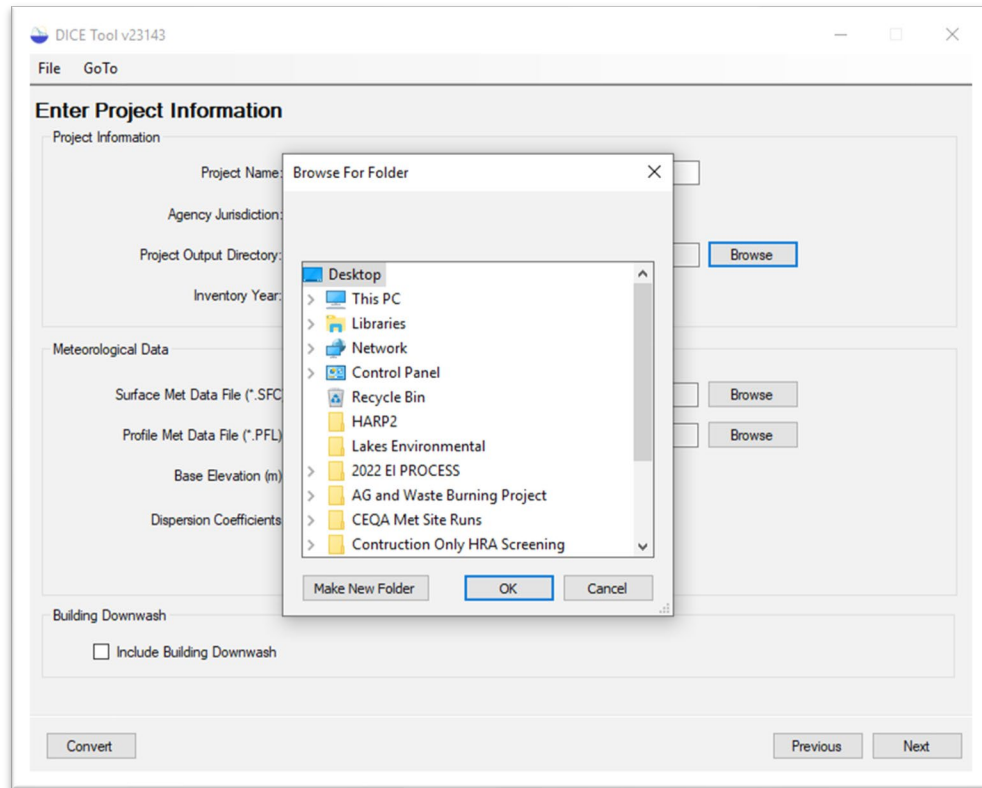 DICE Tool v23143
File GoTo
Enter Project Information
Project Information
Project Name:
Agency Jurisdiction:
Project Output Directory:
Browse
Inventory Year:
Meteorological Data
Surface Met Data File (*.SFC
Browse
Profile Met Data File (*.PFL)
Browse
Base Elevation (m)
Dispersion Coefficients
Building Downwash
Include Building Downwash
Convert
Previous
Next
Browse For Folder
Desktop
This PC
Libraries
Network
Control Panel
Recycle Bin
HARP2
Lakes Environmental
2022 EI PROCESS
AG and Waste Burning Project
CEQA Met Site Runs
Contruction Only HRA Screening
Make New Folder
OK
Cancel